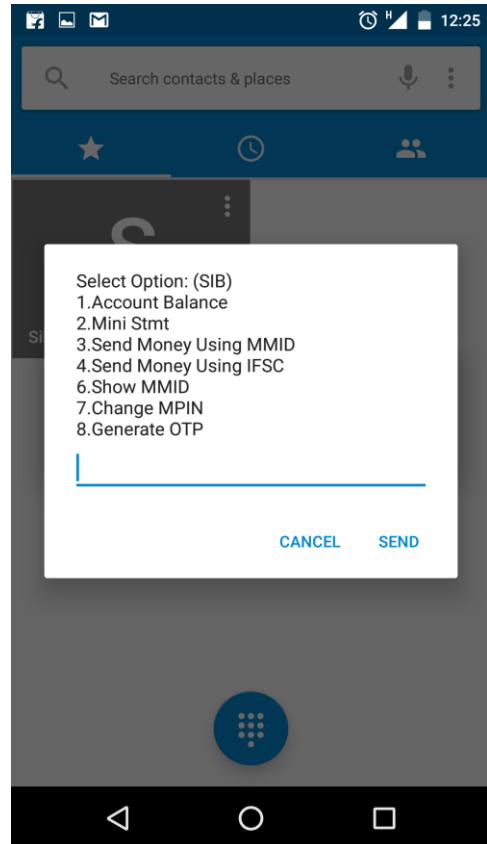 H
12:25
Search contacts & places
S
Si
Select Option: (SIB)
1.Account Balance
2.Mini Stmt
3.Send Money Using MMID
4.Send Money Using IFSC
6.Show MMID
7.Change MPIN
8.Generate OTP
CANCEL SEND